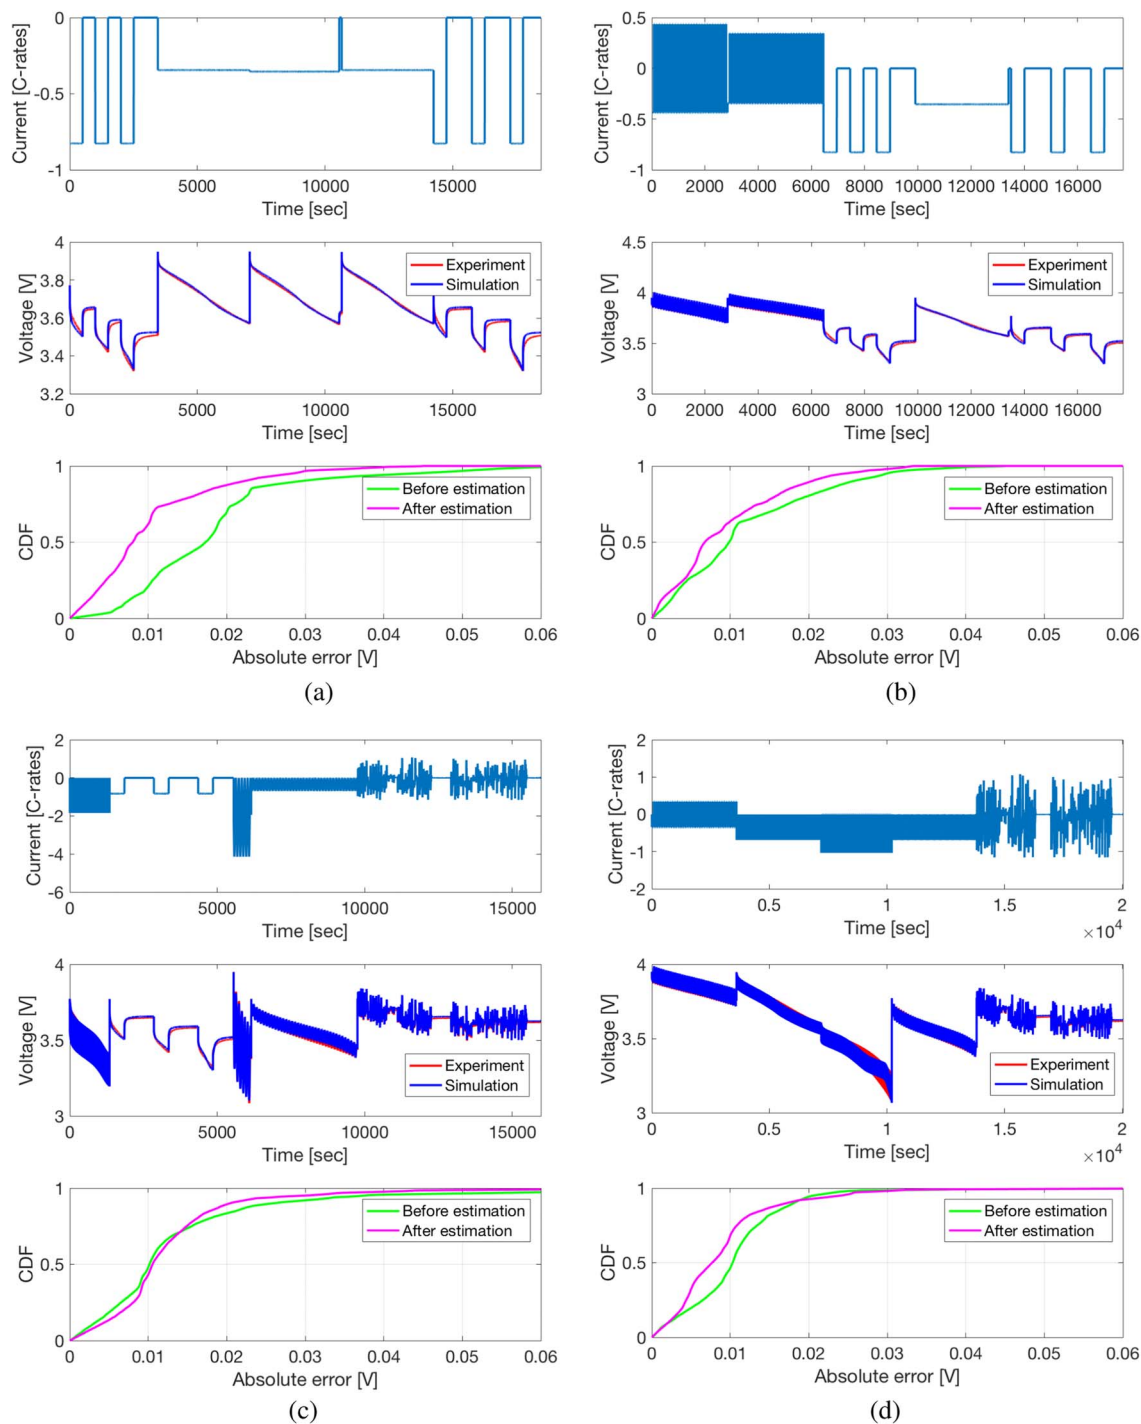 0
-0.5
-1
Current [C-rates]
0 5000 10000 15000
Time [sec]
0.5
0
-0.5
-1
Current [C-rates]
0 2000 4000 6000 8000 10000 12000 14000 16000
Time [sec]
4
3.8
3.6
3.4
3.2
Voltage [V]
Experiment
Simulation
0 5000 10000 15000
Time [sec]
4.5
4
3.5
3
Voltage [V]
Experiment
Simulation
0 2000 4000 6000 8000 10000 12000 14000 16000
Time [sec]
1
0.5
0
CDF
Before estimation
After estimation
0 0.01 0.02 0.03 0.04 0.05 0.06
Absolute error [V]
(a)
1
0.5
0
CDF
Before estimation
After estimation
0 0.01 0.02 0.03 0.04 0.05 0.06
Absolute error [V]
(b)
2
0
-2
-4
-6
Current [C-rates]
0 5000 10000 15000
Time [sec]
2
1
0
-1
-2
Current [C-rates]
0 0.5 1 1.5 2
Time [sec]
×10⁴
4
3.5
3
Voltage [V]
Experiment
Simulation
0 5000 10000 15000
Time [sec]
4
3.5
3
Voltage [V]
Experiment
Simulation
0 0.5 1 1.5 2
Time [sec]
×10⁴
1
0.5
0
CDF
Before estimation
After estimation
0 0.01 0.02 0.03 0.04 0.05 0.06
Absolute error [V]
(c)
1
0.5
0
CDF
Before estimation
After estimation
0 0.01 0.02 0.03 0.04 0.05 0.06
Absolute error [V]
(d)